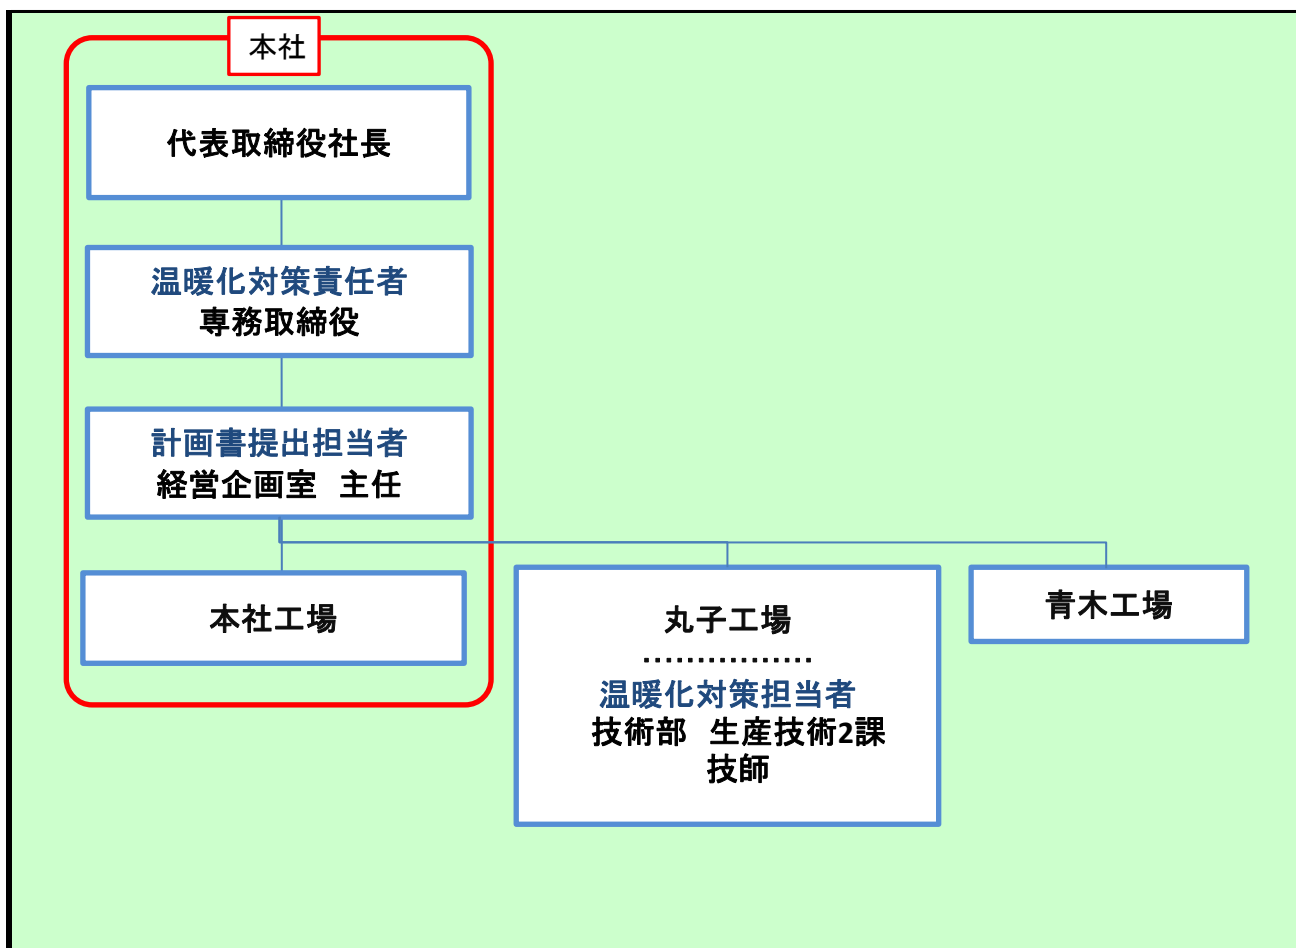 本社
代表取締役社長
温暖化対策責任者
専務取締役
計画書提出担当者
経営企画室　主任
本社工場
丸子工場
……………
温暖化対策担当者
技術部　生産技術2課
技師
青木工場